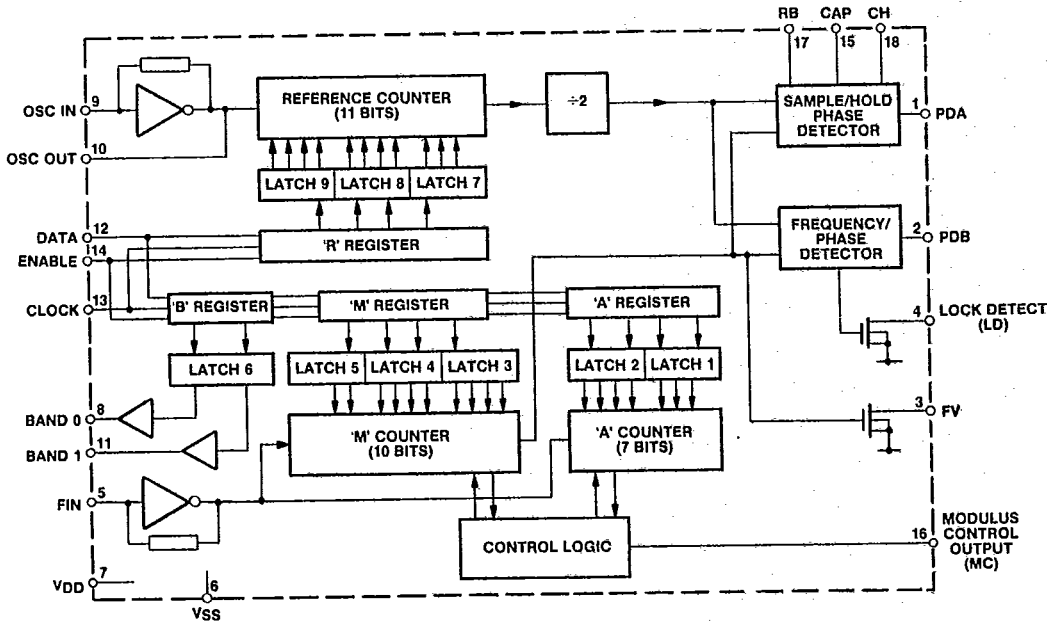 RB CAP CH
17 15 18
OSC IN 9
REFERENCE COUNTER
(11 BITS)
÷2
SAMPLE/HOLD
PHASE
DETECTOR
1 PDA
OSC OUT 10
LATCH 9 LATCH 8 LATCH 7
DATA 12
'R' REGISTER
FREQUENCY/
PHASE
DETECTOR
2 PDB
ENABLE 14
CLOCK 13
'B' REGISTER 'M' REGISTER 'A' REGISTER
4 LOCK DETECT
(LD)
LATCH 6
LATCH 5 LATCH 4 LATCH 3
LATCH 2 LATCH 1
BAND 0 8
3 FV
BAND 1 11
'M' COUNTER
(10 BITS)
'A' COUNTER
(7 BITS)
FIN 5
CONTROL LOGIC
16 MODULUS
CONTROL
OUTPUT
(MC)
VDD 7
6
VSS